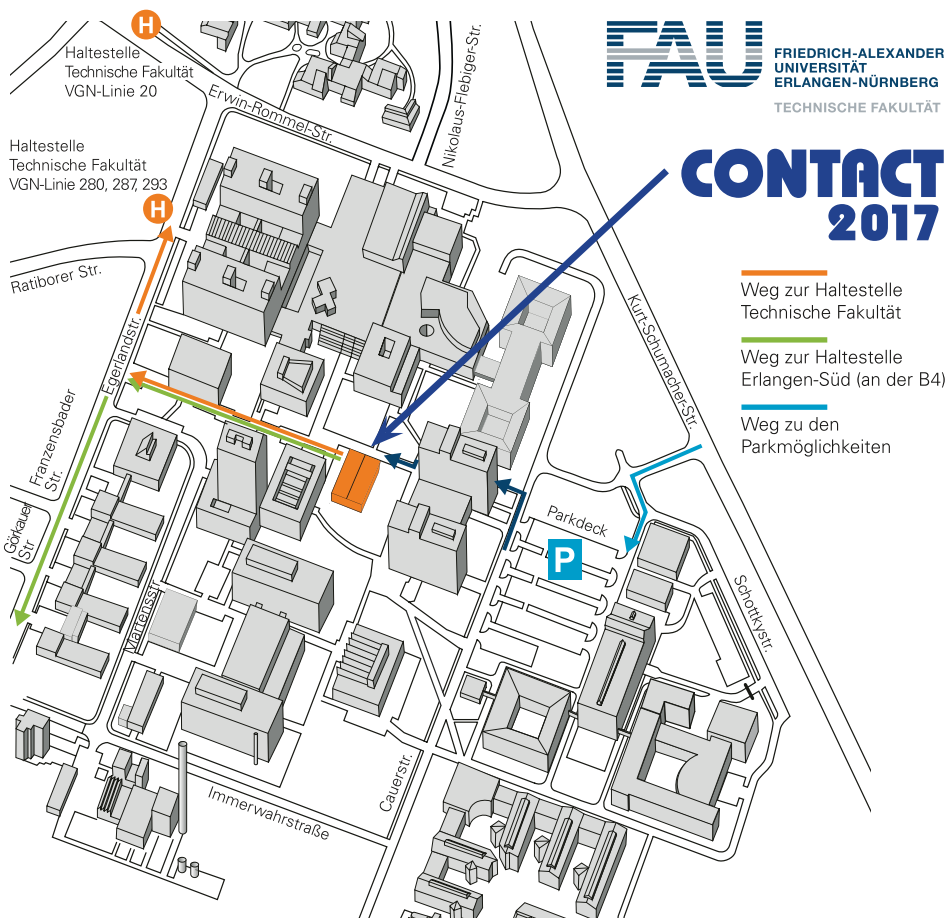 H
Haltestelle
Technische Fakultät
VGN-Linie 20
Haltestelle
Technische Fakultät
VGN-Linie 280, 287, 293
H
FAU
FRIEDRICH-ALEXANDER
UNIVERSITÄT
ERLANGEN-NÜRNBERG
TECHNISCHE FAKULTÄT
CONTACT
2017
Weg zur Haltestelle
Technische Fakultät
Weg zur Haltestelle
Erlangen-Süd (an der B4)
Weg zu den
Parkmöglichkeiten
Erwin-Rommel-Str.
Nikolaus-Fiebiger-Str.
Ratiborer Str.
Egerlandstr.
Kurt-Schumacher-Str.
Franzensbader
Str.
Görkauer
Str
Parkdeck
P
Martensstr.
Schottkystr.
Cauerstr.
Immerwahrstraße